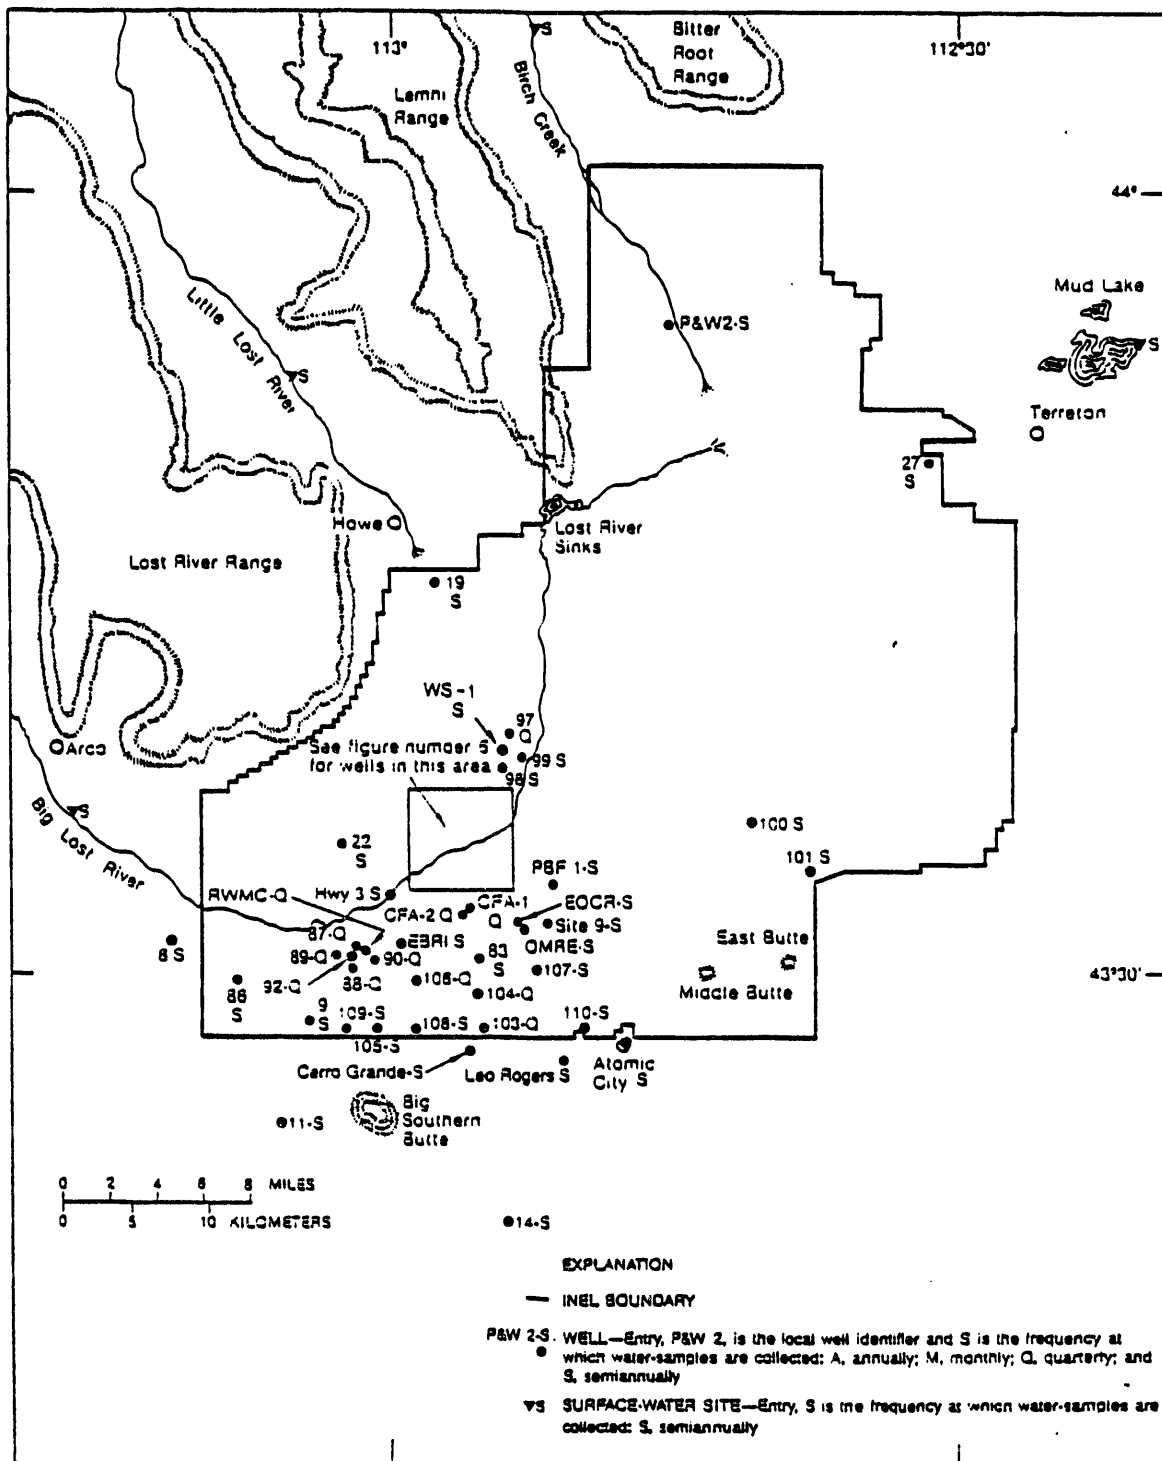 113°
S
Bitter
Root
Range
112°30'
Lemhi
Range
Birch Creek
44°
Mud Lake
S
P&W2-S
Little Lost River
S
Terreton
27
S
Howe
Lost River
Sinks
Lost River Range
19
S
WS-1
S
97
Q
Arco
See figure number 5
for wells in this area
99 S
98 S
S
Big Lost River
22
S
100 S
101 S
PBF 1-S
RWMC-Q
Hwy 3 S
CFA-1
Q
EOCR-S
CFA-2 Q
Site 9-S
87-Q
EBRI S
OMRE-S
East Butte
8 S
89-Q
90-Q
83
S
107-S
43°30'
86
S
92-Q
88-Q
106-Q
104-Q
Middle Butte
9
S
109-S
108-S
103-Q
110-S
105-S
Cerro Grande-S
Leo Rogers S
Atomic
City S
Big
Southern
Butte
11-S
0 2 4 6 8 MILES
0 5 10 KILOMETERS
14-S
EXPLANATION
INEL BOUNDARY
P&W 2-S. WELL—Entry, P&W 2, is the local well identifier and S is the frequency at
which water-samples are collected: A, annually; M, monthly; Q, quarterly; and
S, semiannually
S SURFACE-WATER SITE—Entry, S is the frequency at which water-samples are
collected: S, semiannually